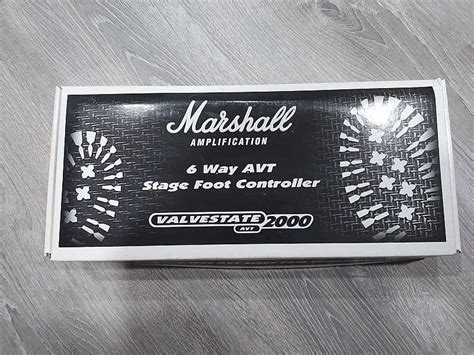 Marshall
AMPLIFICATION
6 Way AVT
Stage Foot Controller
VALVESTATE 2000
AVT